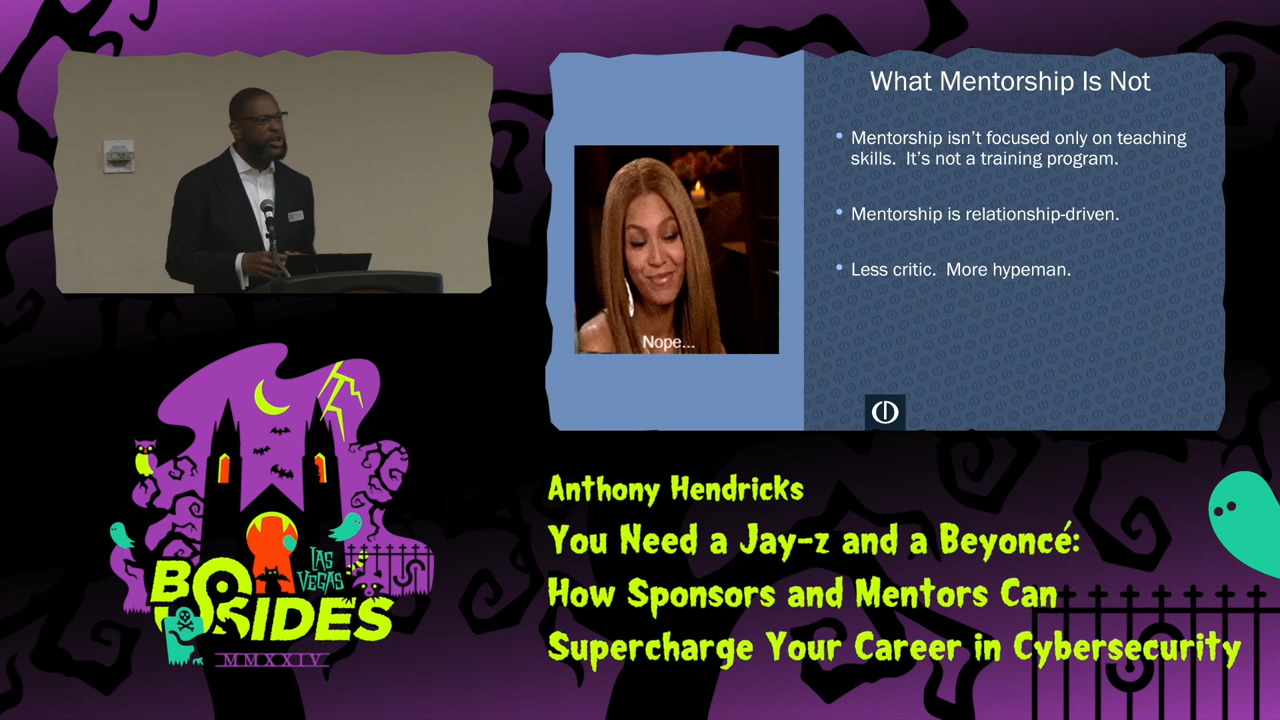 What Mentorship Is Not
• Mentorship isn't focused only on teaching
skills. It's not a training program.
• Mentorship is relationship-driven.
• Less critic. More hypeman.
Nope...
Anthony Hendricks
You Need a Jay-z and a Beyoncé:
How Sponsors and Mentors Can
Supercharge Your Career in Cybersecurity
LAS
VEGAS
BSIDES
MMXXIV